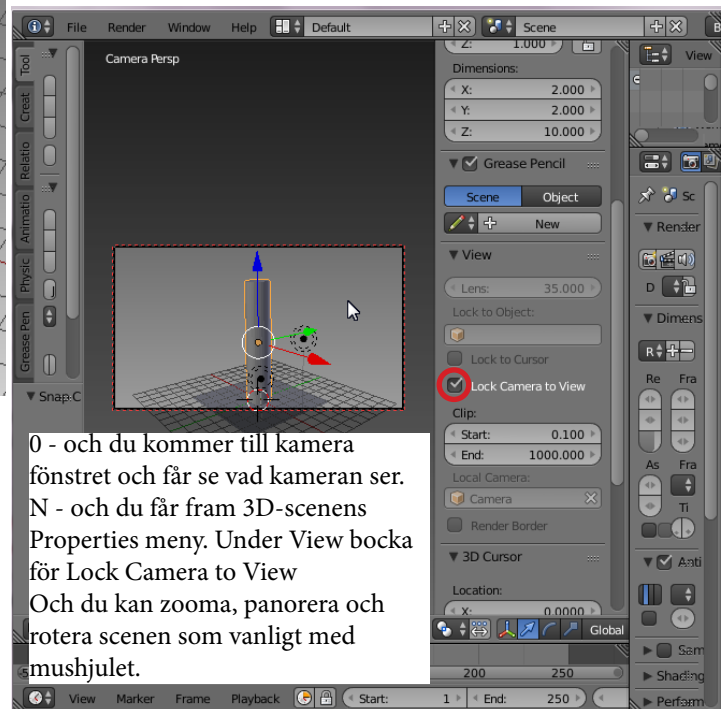 File Render Window Help Default Scene B
Camera Persp
Tool
Creat
Relatio
Animatio
Physic
Grease Pen
Snap C
Z: 1.000
Dimensions:
X: 2.000
Y: 2.000
Z: 10.000
Grease Pencil
Scene Object
New
View
Lens: 35.000
Lock to Object:
Lock to Cursor
Lock Camera to View
Clip:
Start: 0.100
End: 1000.000
Local Camera:
Camera
Render Border
3D Cursor
Location:
X: 0.0000
Global
View
Sc
Render
D
Dimens
R
Re Fra
As Fra
Ti
Anti
Sam
Shading
Perform
0 - och du kommer till kamera
fönstret och får se vad kameran ser.
N - och du får fram 3D-scenens
Properties meny. Under View bocka
för Lock Camera to View
Och du kan zooma, panorera och
rotera scenen som vanligt med
mushjulet.
200 250
View Marker Frame Playback Start: 1 End: 250